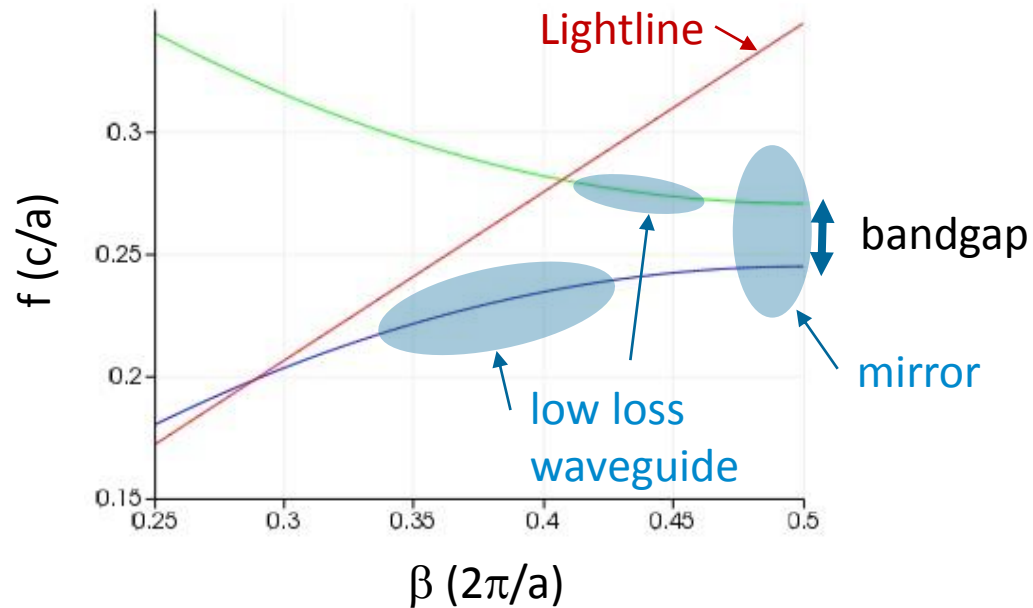 Lightline
0.3
0.25
0.2
0.15
f (c/a)
bandgap
mirror
low loss
waveguide
0.25 0.3 0.35 0.4 0.45 0.5
β (2π/a)